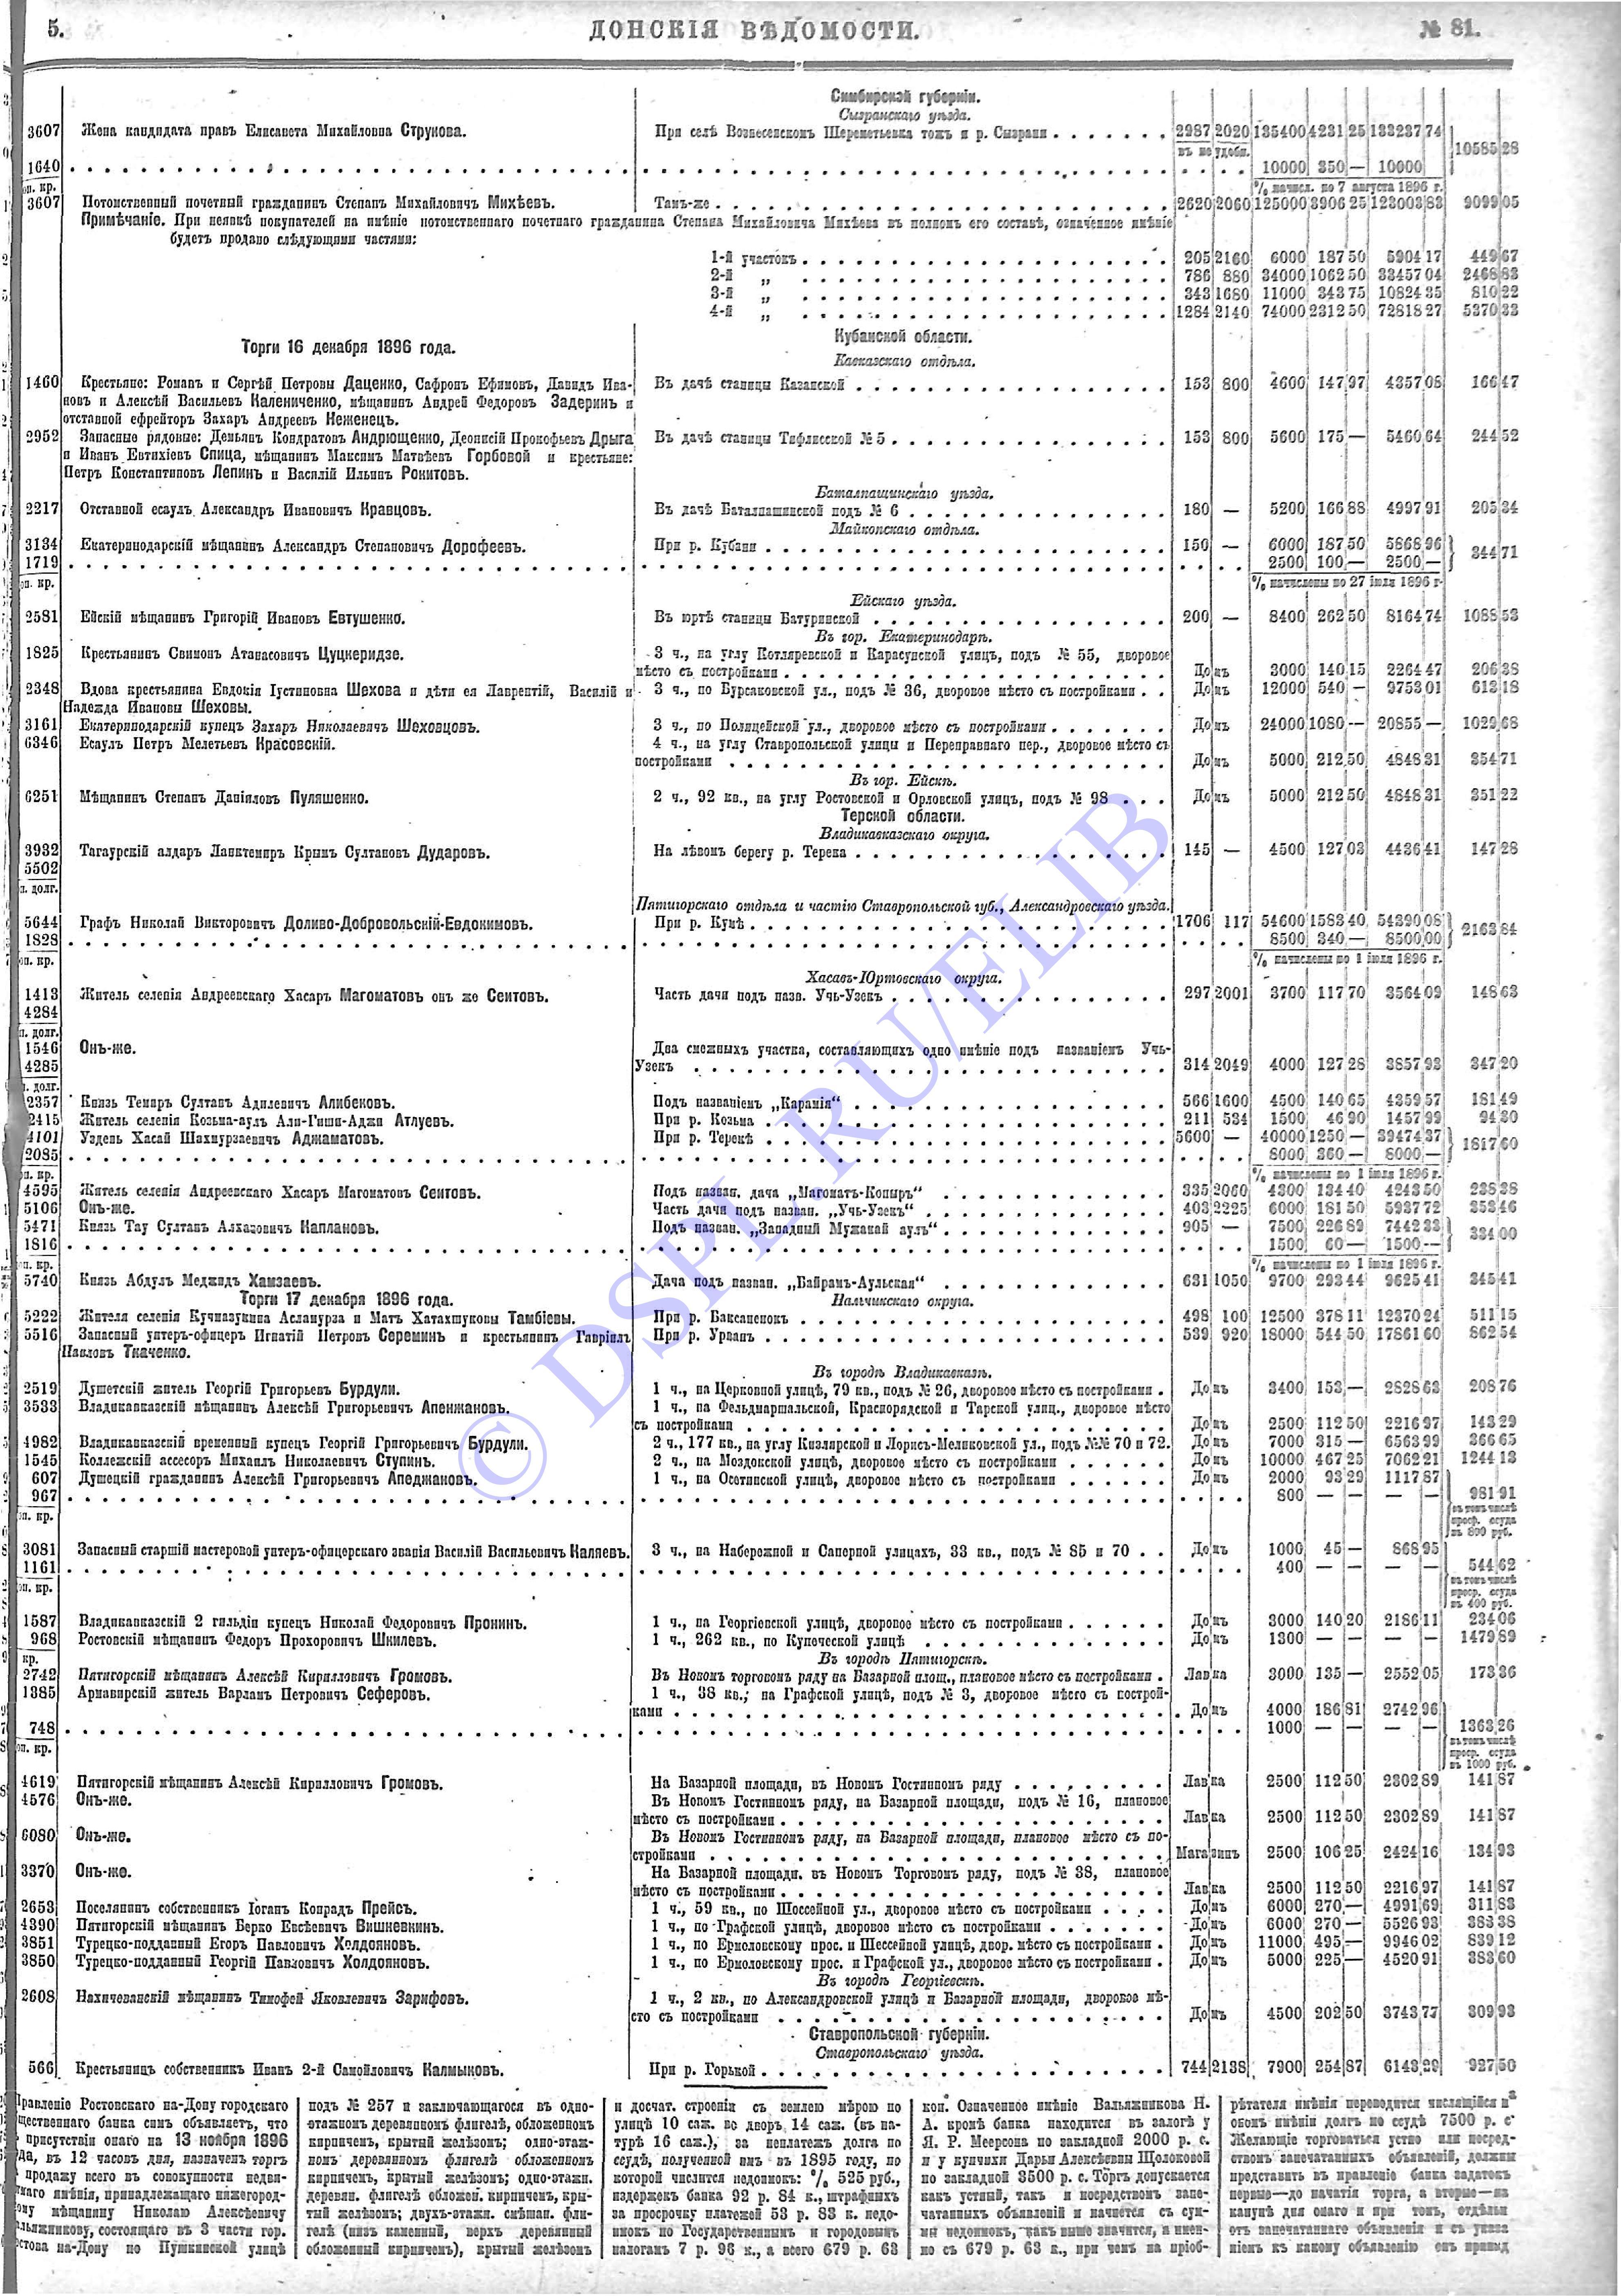 5. ДОНСКІЯ ВѢДОМОСТИ. № 81.
Симбирской губерніи.
Сызранскаго уѣзда.
3607 Жена кандидата правъ Елисавета Михайловна Струкова. При селѣ Вознесенскомъ Шереметьевка тожъ и р. Сызрани 2987 2020 135400 4231 25 133237 74
въ не удобн. 10585 28
1640 10000 350 — 10000
оп. кр. % начисл. по 7 августа 1896 г.
3607 Потомственный почетный гражданинъ Степанъ Михайловичъ Михѣевъ. Тамъ-же 2620 2060 125000 3906 25 123003 83 9099 05
Примѣчаніе. При неявкѣ покупателей на имѣніе потомственнаго почетнаго гражданина Степана Михайловича Михѣева въ полномъ его составѣ, означенное имѣніе
будетъ продано слѣдующими частями:
1-й участокъ 205 2160 6000 187 50 5904 17 449 67
2-й „ 786 880 34000 1062 50 33457 04 2468 83
3-й „ 343 1680 11000 343 75 10824 35 810 22
4-й „ 1284 2140 74000 2312 50 72818 27 5370 33
Кубанской области.
Торги 16 декабря 1896 года.
Кавказскаго отдѣла.
1460 Крестьяне: Романъ и Сергѣй Петровы Даценко, Сафронъ Ефимовъ, Давидъ Ива- Въ дачѣ станицы Казанской 153 800 4600 147 97 4357 08 166 47
новъ и Алексѣй Васильевъ Калениченко, мѣщанинъ Андрей Федоровъ Задеринъ и
отставной ефрейторъ Захаръ Андреевъ Неженецъ.
2952 Запасные рядовые: Демьянъ Кондратовъ Андрющенко, Деонисій Прокофьевъ Дрыга Въ дачѣ станицы Тифлисской № 5 153 800 5600 175 — 5460 64 244 52
и Иванъ Евтихіевъ Спица, мѣщанинъ Максимъ Матвѣевъ Горбовой и крестьяне:
Петръ Константиновъ Лепинъ и Василій Ильинъ Рокитовъ.
Баталпащинскаго уѣзда.
2217 Отставной есаулъ Александръ Ивановичъ Кравцовъ. Въ дачѣ Баталпашинской подъ № 6 180 — 5200 166 88 4997 91 205 34
Майкопскаго отдѣла.
3134 Екатеринодарскій мѣщанинъ Александръ Степановичъ Дорофеевъ. При р. Кубани 150 — 6000 187 50 5868 96 344 71
1719 2500 100 — 2500 —
оп. кр. % начислены по 27 іюля 1896 г.
Ейскаго уѣзда.
2581 Ейскій мѣщанинъ Григорій Ивановъ Евтушенко. Въ юртѣ станицы Батуринской 200 — 8400 262 50 8164 74 1088 53
Въ гор. Екатеринодарѣ.
1825 Крестьянинъ Свимонъ Атанасовичъ Цуцкеридзе. 3 ч., на углу Котляревской и Карасунской улицъ, подъ № 55, дворовое
мѣсто съ постройками Домъ 3000 140 15 2264 47 206 38
2348 Вдова крестьянина Евдокія Іустиновна Шехова и дѣти ея Лаврентій, Василій и 3 ч., по Бурсаковской ул., подъ № 36, дворовое мѣсто съ постройками Домъ 12000 540 — 9753 01 613 18
Надежда Ивановы Шеховы.
3161 Екатеринодарскій купецъ Захаръ Николаевичъ Шеховцовъ. 3 ч., по Полицейской ул., дворовое мѣсто съ постройками Домъ 24000 1080 — 20855 — 1029 68
6346 Есаулъ Петръ Мелетьевъ Красовскій. 4 ч., на углу Ставропольской улицы и Переправнаго пер., дворовое мѣсто съ
постройками Домъ 5000 212 50 4848 31 354 71
Въ гор. Ейскѣ.
6251 Мѣщанинъ Степанъ Даніиловъ Пуляшенко. 2 ч., 92 кв., на углу Ростовской и Орловской улицъ, подъ № 98 Домъ 5000 212 50 4848 31 351 22
Терской области.
Владикавказскаго округа.
3932 Тагаурскій алдаръ Данктемиръ Крымъ Султановъ Дударовъ. На лѣвомъ берегу р. Терека 145 — 4500 127 03 4436 41 147 28
5502
п. долг.
Пятигорскаго отдѣла и частію Ставропольской губ., Александровскаго уѣзда.
5644 Графъ Николай Викторовичъ Доливо-Добровольскій-Евдокимовъ. При р. Кумѣ 1706 117 54600 1583 40 54390 08 2163 84
1828 8500 340 — 8500 00
оп. кр. % начислены по 1 іюля 1896 г.
Хасавъ-Юртовскаго округа.
1413 Житель селенія Андреевскаго Хасаръ Магоматовъ онъ же Сеитовъ. Часть дачи подъ назв. Учь-Узекъ 297 2001 3700 117 70 3564 09 148 63
4284
п. долг.
1546 Онъ-же. Два смежныхъ участка, составляющихъ одно имѣніе подъ названіемъ Учь-
4285 Узекъ 314 2049 4000 127 28 3857 93 347 20
п. долг.
2357 Князь Темиръ Султанъ Адилевичъ Алибековъ. Подъ названіемъ „Карамія“ 566 1600 4500 140 65 4359 57 181 49
2415 Житель селенія Козьма-аулъ Али-Гиши-Аджи Атлуевъ. При р. Козьма 211 534 1500 46 90 1457 99 94 30
4101 Уздень Хасай Шахмурзаевичъ Аджаматовъ. При р. Терекѣ 5600 — 40000 1250 — 39474 37 1817 60
2085 8000 360 — 8000 —
оп. кр. % начислены по 1 іюля 1896 г.
4595 Житель селенія Андреевскаго Хасаръ Магоматовъ Сеитовъ. Подъ назван. дача „Магоматъ-Копыръ“ 335 2060 4300 134 40 4243 50 238 38
5106 Онъ-же. Часть дачи подъ назван. „Учь-Узекъ“ 403 2225 6000 181 50 5937 72 353 46
5471 Князь Тау Султанъ Алхазовичъ Каплановъ. Подъ назван. „Западный Мужакай аулъ“ 905 — 7500 226 89 7442 33 334 00
1816 1500 60 — 1500 —
оп. кр. % начислены по 1 іюля 1896 г.
5740 Князь Абдулъ Меджидъ Хамзаевъ. Дача подъ назван. „Байрамъ-Аульская“ 631 1050 9700 293 44 9625 41 345 41
Торги 17 декабря 1896 года. Нальчикскаго округа.
5222 Жителя селенія Кучмазукина Асланурза и Матъ Хатахшуковы Тамбіевы. При р. Баксаненокъ 498 100 12500 378 11 12370 24 511 15
5516 Запасный унтеръ-офицеръ Игнатій Петровъ Сереминъ и крестьянинъ Гавріилъ При р. Урванъ 539 920 18000 544 50 17861 60 862 54
Павловъ Ткаченко.
Въ городѣ Владикавказѣ.
2519 Душетскій житель Георгій Григорьевъ Бурдули. 1 ч., на Церковной улицѣ, 79 кв., подъ № 26, дворовое мѣсто съ постройками Домъ 3400 153 — 2828 63 208 76
3533 Владикавказскій мѣщанинъ Алексѣй Григорьевичъ Апенжановъ. 1 ч., на Фельдмаршальской, Краснорядской и Тарской улиц., дворовое мѣсто
съ постройками Домъ 2500 112 50 2216 97 143 29
4982 Владикавказскій временный купецъ Георгій Григорьевичъ Бурдули. 2 ч., 177 кв., на углу Кизлярской и Лорисъ-Меликовской ул., подъ №№ 70 и 72. Домъ 7000 315 — 6563 99 366 65
1545 Коллежскій ассесоръ Михаилъ Николаевичъ Ступинъ. 2 ч., на Моздокской улицѣ, дворовое мѣсто съ постройками Домъ 10000 467 25 7062 21 1244 13
607 Душецкій гражданинъ Алексѣй Григорьевичъ Апеджановъ. 1 ч., на Осетинской улицѣ, дворовое мѣсто съ постройками Домъ 2000 93 29 1117 87
967 800 — — — 981 91
оп. кр. въ томъ числѣ
проср. ссуда
въ 800 руб.
3081 Запасный старшій мастеровой унтеръ-офицерскаго званія Василій Васильевичъ Каляевъ. 3 ч., на Набережной и Саперной улицахъ, 33 кв., подъ № 85 и 70 Домъ 1000 45 — 868 95
1161 400 — — — 544 62
оп. кр. въ томъ числѣ
проср. ссуда
въ 400 руб.
1587 Владикавказскій 2 гильдіи купецъ Николай Федоровичъ Пронинъ. 1 ч., на Георгіевской улицѣ, дворовое мѣсто съ постройками Домъ 3000 140 20 2186 11 234 06
968 Ростовскій мѣщанинъ Федоръ Прохоровичъ Шкилевъ. 1 ч., 262 кв., по Купеческой улицѣ Домъ 1300 — — — 1479 89
кр. Въ городѣ Пятигорскѣ.
2742 Пятигорскій мѣщанинъ Алексѣй Кирилловичъ Громовъ. Въ Новомъ торговомъ ряду на Базарной площ., плановое мѣсто съ постройками Лавка 3000 135 — 2552 05 173 36
1385 Армавирскій житель Варламъ Петровичъ Сеферовъ. 1 ч., 38 кв., на Графской улицѣ, подъ № 3, дворовое мѣсто съ построй-
ками Домъ 4000 186 81 2742 96
748 1000 — — — 1363 26
оп. кр. въ томъ числѣ
проср. ссуда
въ 1000 руб.
4619 Пятигорскій мѣщанинъ Алексѣй Кирилловичъ Громовъ. На Базарной площади, въ Новомъ Гостинномъ ряду Лавка 2500 112 50 2302 89 141 87
4576 Онъ-же. Въ Новомъ Гостинномъ ряду, на Базарной площади, подъ № 16, плановое
мѣсто съ постройками Лавка 2500 112 50 2302 89 141 87
6080 Онъ-же. Въ Новомъ Гостинномъ ряду, на Базарной площади, плановое мѣсто съ по-
стройками Магазинъ 2500 106 25 2424 16 134 93
3370 Онъ-же. На Базарной площади, въ Новомъ Торговомъ ряду, подъ № 38, плановое
мѣсто съ постройками Лавка 2500 112 50 2216 97 141 87
2653 Поселянинъ собственникъ Іоганъ Конрадъ Прейсъ. 1 ч., 59 кв., по Шоссейной ул., дворовое мѣсто съ постройками Домъ 6000 270 — 4991 69 311 83
4390 Пятигорскій мѣщанинъ Берко Евсѣевичъ Вишневкинъ. 1 ч., по Графской улицѣ, дворовое мѣсто съ постройками Домъ 6000 270 — 5526 93 383 38
3851 Турецко-подданный Егоръ Павловичъ Холдояновъ. 1 ч., по Ермоловскому прос. и Шессейной улицѣ, двор. мѣсто съ постройками Домъ 11000 495 — 9946 02 839 12
3850 Турецко-подданный Георгій Павловичъ Холдояновъ. 1 ч., по Ермоловскому прос. и Графской ул., дворовое мѣсто съ постройками Домъ 5000 225 — 4520 91 383 60
Въ городѣ Георгіевскѣ.
2608 Нахичеванскій мѣщанинъ Тимофей Яковлевичъ Зарифовъ. 1 ч., 2 кв., по Александровской улицѣ и Базарной площади, дворовое мѣ-
сто съ постройками Домъ 4500 202 50 3743 77 309 93
Ставропольской губерніи.
Ставропольскаго уѣзда.
566 Крестьянинъ собственникъ Иванъ 2-й Самойловичъ Калмыковъ. При р. Горькой 744 2138 7900 254 87 6143 29 927 50
Правленіе Ростовскаго на-Дону городскаго
щественнаго банка симъ объявляетъ, что
присутствіи онаго на 13 ноября 1896
да, въ 12 часовъ дня, назначенъ торгъ
продажу всего въ совокупности недви-
маго имѣнія, принадлежащаго нижегород-
ому мѣщанину Николаю Алексѣевичу
льяжникову, состоящаго въ 3 части гор.
стова на-Дону по Пушкинской улицѣ
подъ № 257 и заключающагося въ одно-
этажномъ деревянномъ флигелѣ, обложенномъ
кирпичемъ, крытый желѣзомъ; одно-этаж-
номъ деревянномъ флигелѣ обложенномъ
кирпичемъ, крытый желѣзомъ; одно-этажн.
деревян. флигелѣ обложен. кирпичемъ, кры-
тый желѣзомъ; двухъ-этажн. смѣшан. фли-
гелѣ (низъ каменный, верхъ деревянный
обложенный кирпичемъ), крытый желѣзомъ
и досчат. строеніи съ землею мѣрою по
улицѣ 10 саж. во дворъ 14 саж. (въ на-
турѣ 16 саж.), за неплатежъ долга по
ссудѣ, полученной имъ въ 1895 году, по
которой числится недоимокъ: % 525 руб.,
издержекъ банка 92 р. 84 к., штрафныхъ
за просрочку платежей 53 р. 83 к. недо-
имокъ по Государственнымъ и городовымъ
налогамъ 7 р. 96 к., а всего 679 р. 63
коп. Означенное имѣніе Вальяжникова Н.
А. кромѣ банка находится въ залогѣ у
Я. Р. Меерсона по закладной 2000 р. с.
и у купчихи Дарьи Алексѣевны Щолоковой
по закладной 3500 р. с. Торгъ допускается
какъ устный, такъ и посредствомъ запе-
чатанныхъ объявленій и начнется съ сум-
мы недоимокъ, какъ выше значится, а имен-
но съ 679 р. 63 к., при чемъ на пріоб-
рѣтателя имѣнія переводится числящійся на
ономъ имѣніи долгъ по ссудѣ 7500 р. с.
Желающіе торговаться устно или посред-
ствомъ запечатанныхъ объявленій, должны
представить въ правленіе банка задатокъ
первые—до начатія торга, а вторые—на
канунѣ дня онаго и при томъ, отдѣльн
отъ запечатаннаго объявленія и съ указа
ніемъ къ какому объявленію онъ принад
© DSPL.RU/ELIB